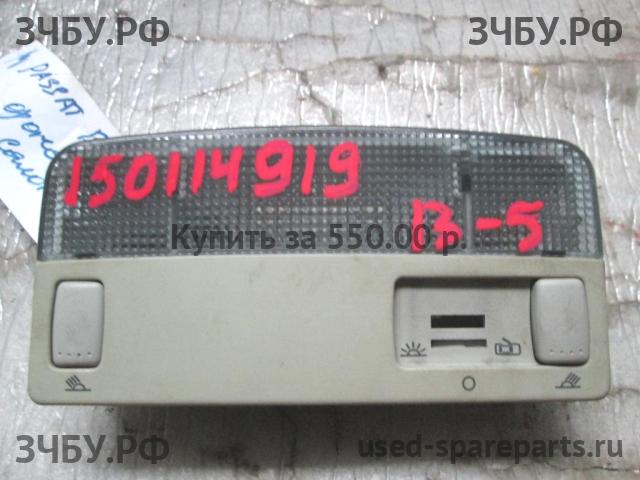 ЗЧБУ.РФ
ЗЧБУ.РФ
PASSAT
150114919
B-5
Купить за 550.00 р.
O
ЗЧБУ.РФ
used-spareparts.ru